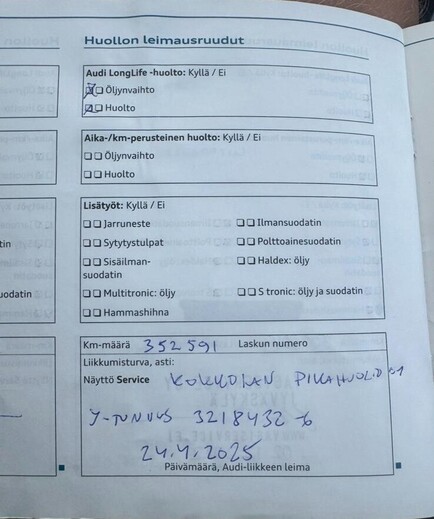 Huollon leimausruudut
Audi LongLife -huolto: Kyllä / Ei
Öljynvaihto
Huolto
Aika-/km-perusteinen huolto: Kyllä / Ei
Öljynvaihto
Huolto
Lisätyöt: Kyllä / Ei
Jarruneste Ilmansuodatin
Sytytystulpat Polttoainesuodatin
Sisäilman- Haldex: öljy
suodatin
Multitronic: öljy S tronic: öljy ja suodatin
Hammashihna
Km-määrä 352591 Laskun numero
Liikkumisturva, asti:
Näyttö Service KOKKOLAN PIKAHUOLTO
Y-TUNNUS 3218432-6
24.4.2025
Päivämäärä, Audi-liikkeen leima